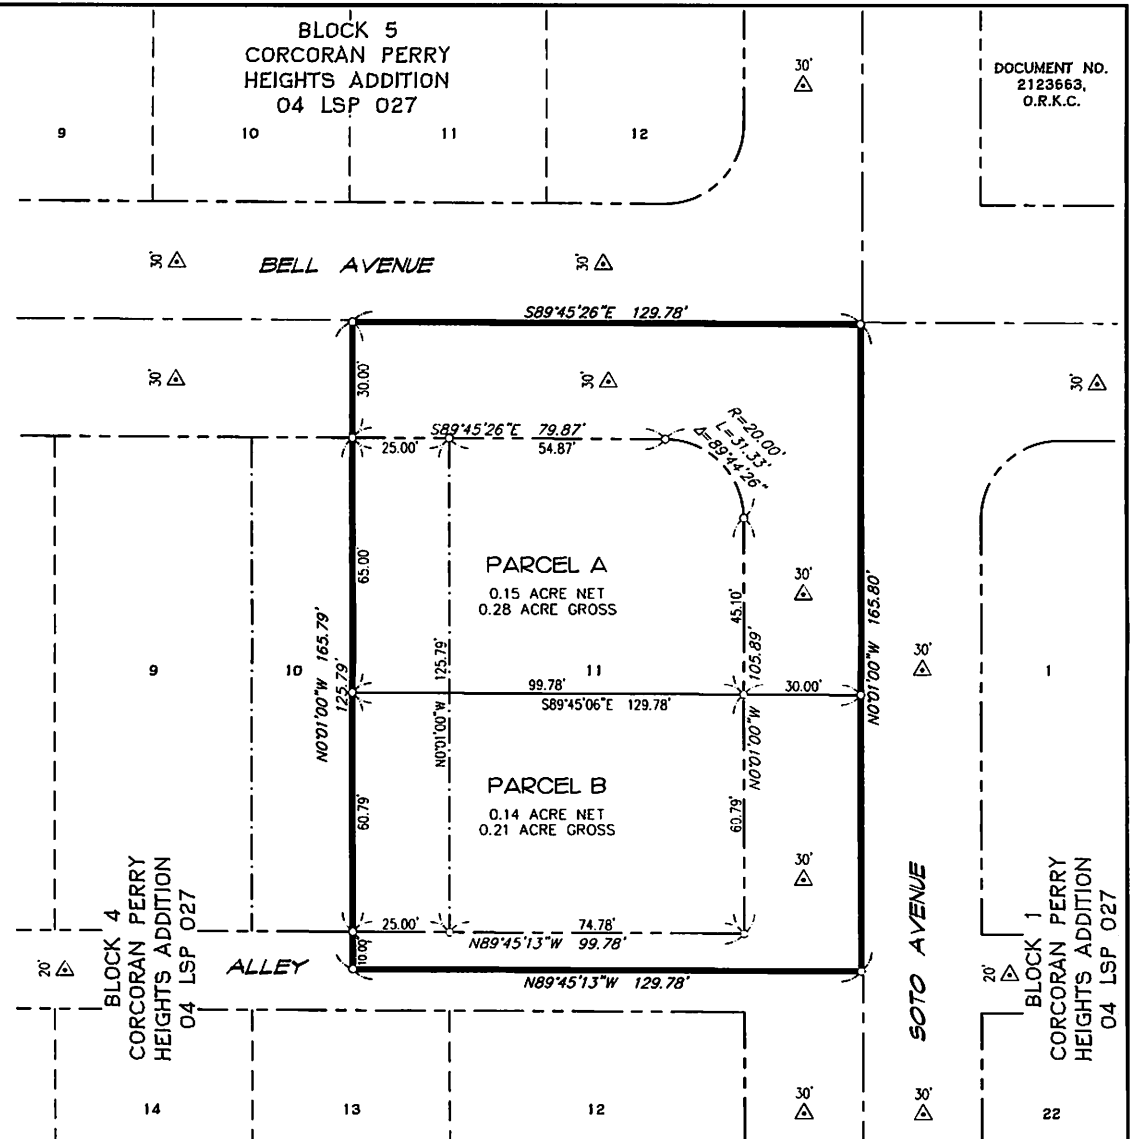 BLOCK 5
CORCORAN PERRY
HEIGHTS ADDITION
04 LSP 027
30'
DOCUMENT NO.
2123663,
O.R.K.C.
9
10
11
12
30'
BELL AVENUE
30'
S89°45'26"E 129.78'
30'
30.00'
30'
30'
S89°45'26"E 79.87'
25.00'
54.87'
R=20.00'
L=31.33'
Δ=89°44'26"
PARCEL A
0.15 ACRE NET
0.28 ACRE GROSS
65.00'
45.10'
30'
N0°01'00"W 165.79'
125.79'
N0°01'00"W 125.79'
N0°01'00"W 105.89'
N0°01'00"W 165.80'
30'
9
10
11
1
99.78'
30.00'
S89°45'06"E 129.78'
PARCEL B
0.14 ACRE NET
0.21 ACRE GROSS
60.79'
60.79'
30'
25.00'
74.78'
N89°45'13"W 99.78'
10.00'
N89°45'13"W 129.78'
20'
BLOCK 4
CORCORAN PERRY
HEIGHTS ADDITION
04 LSP 027
ALLEY
SOTO AVENUE
20'
BLOCK 1
CORCORAN PERRY
HEIGHTS ADDITION
04 LSP 027
14
13
12
30'
30'
22